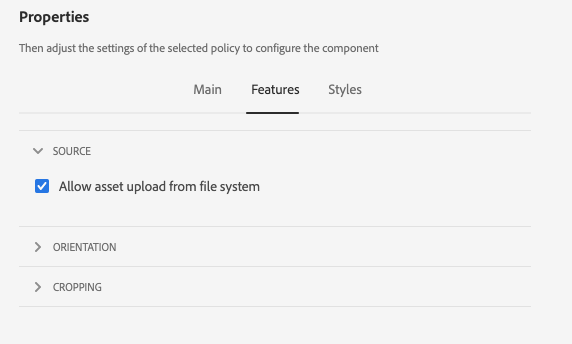 Properties
Then adjust the settings of the selected policy to configure the component
Main Features Styles
SOURCE
Allow asset upload from file system
ORIENTATION
CROPPING